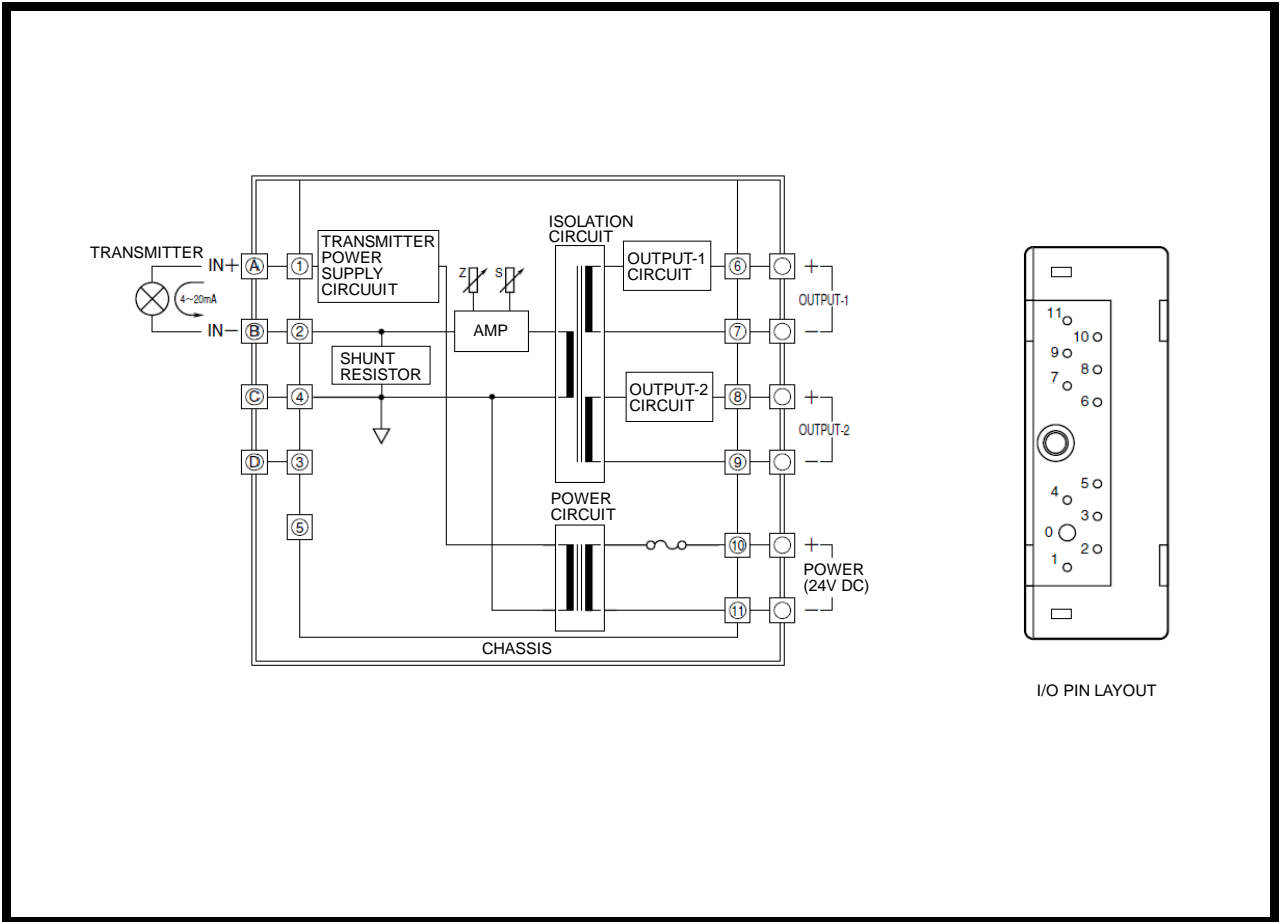 ISOLATION
CIRCUIT
TRANSMITTER
IN+ Ⓐ ①
TRANSMITTER
POWER
SUPPLY
CIRCUUIT
Z S
OUTPUT-1
CIRCUIT
⑥ +
4~20mA
OUTPUT-1
IN− Ⓑ ②
AMP
⑦ −
SHUNT
RESISTOR
Ⓒ ④
OUTPUT-2
CIRCUIT
⑧ +
OUTPUT-2
Ⓓ ③
⑨ −
POWER
CIRCUIT
⑤
⑩ +
POWER
(24V DC)
⑪ −
CHASSIS
11
10
9
8
7
6
5
4
3
0
2
1
I/O PIN LAYOUT